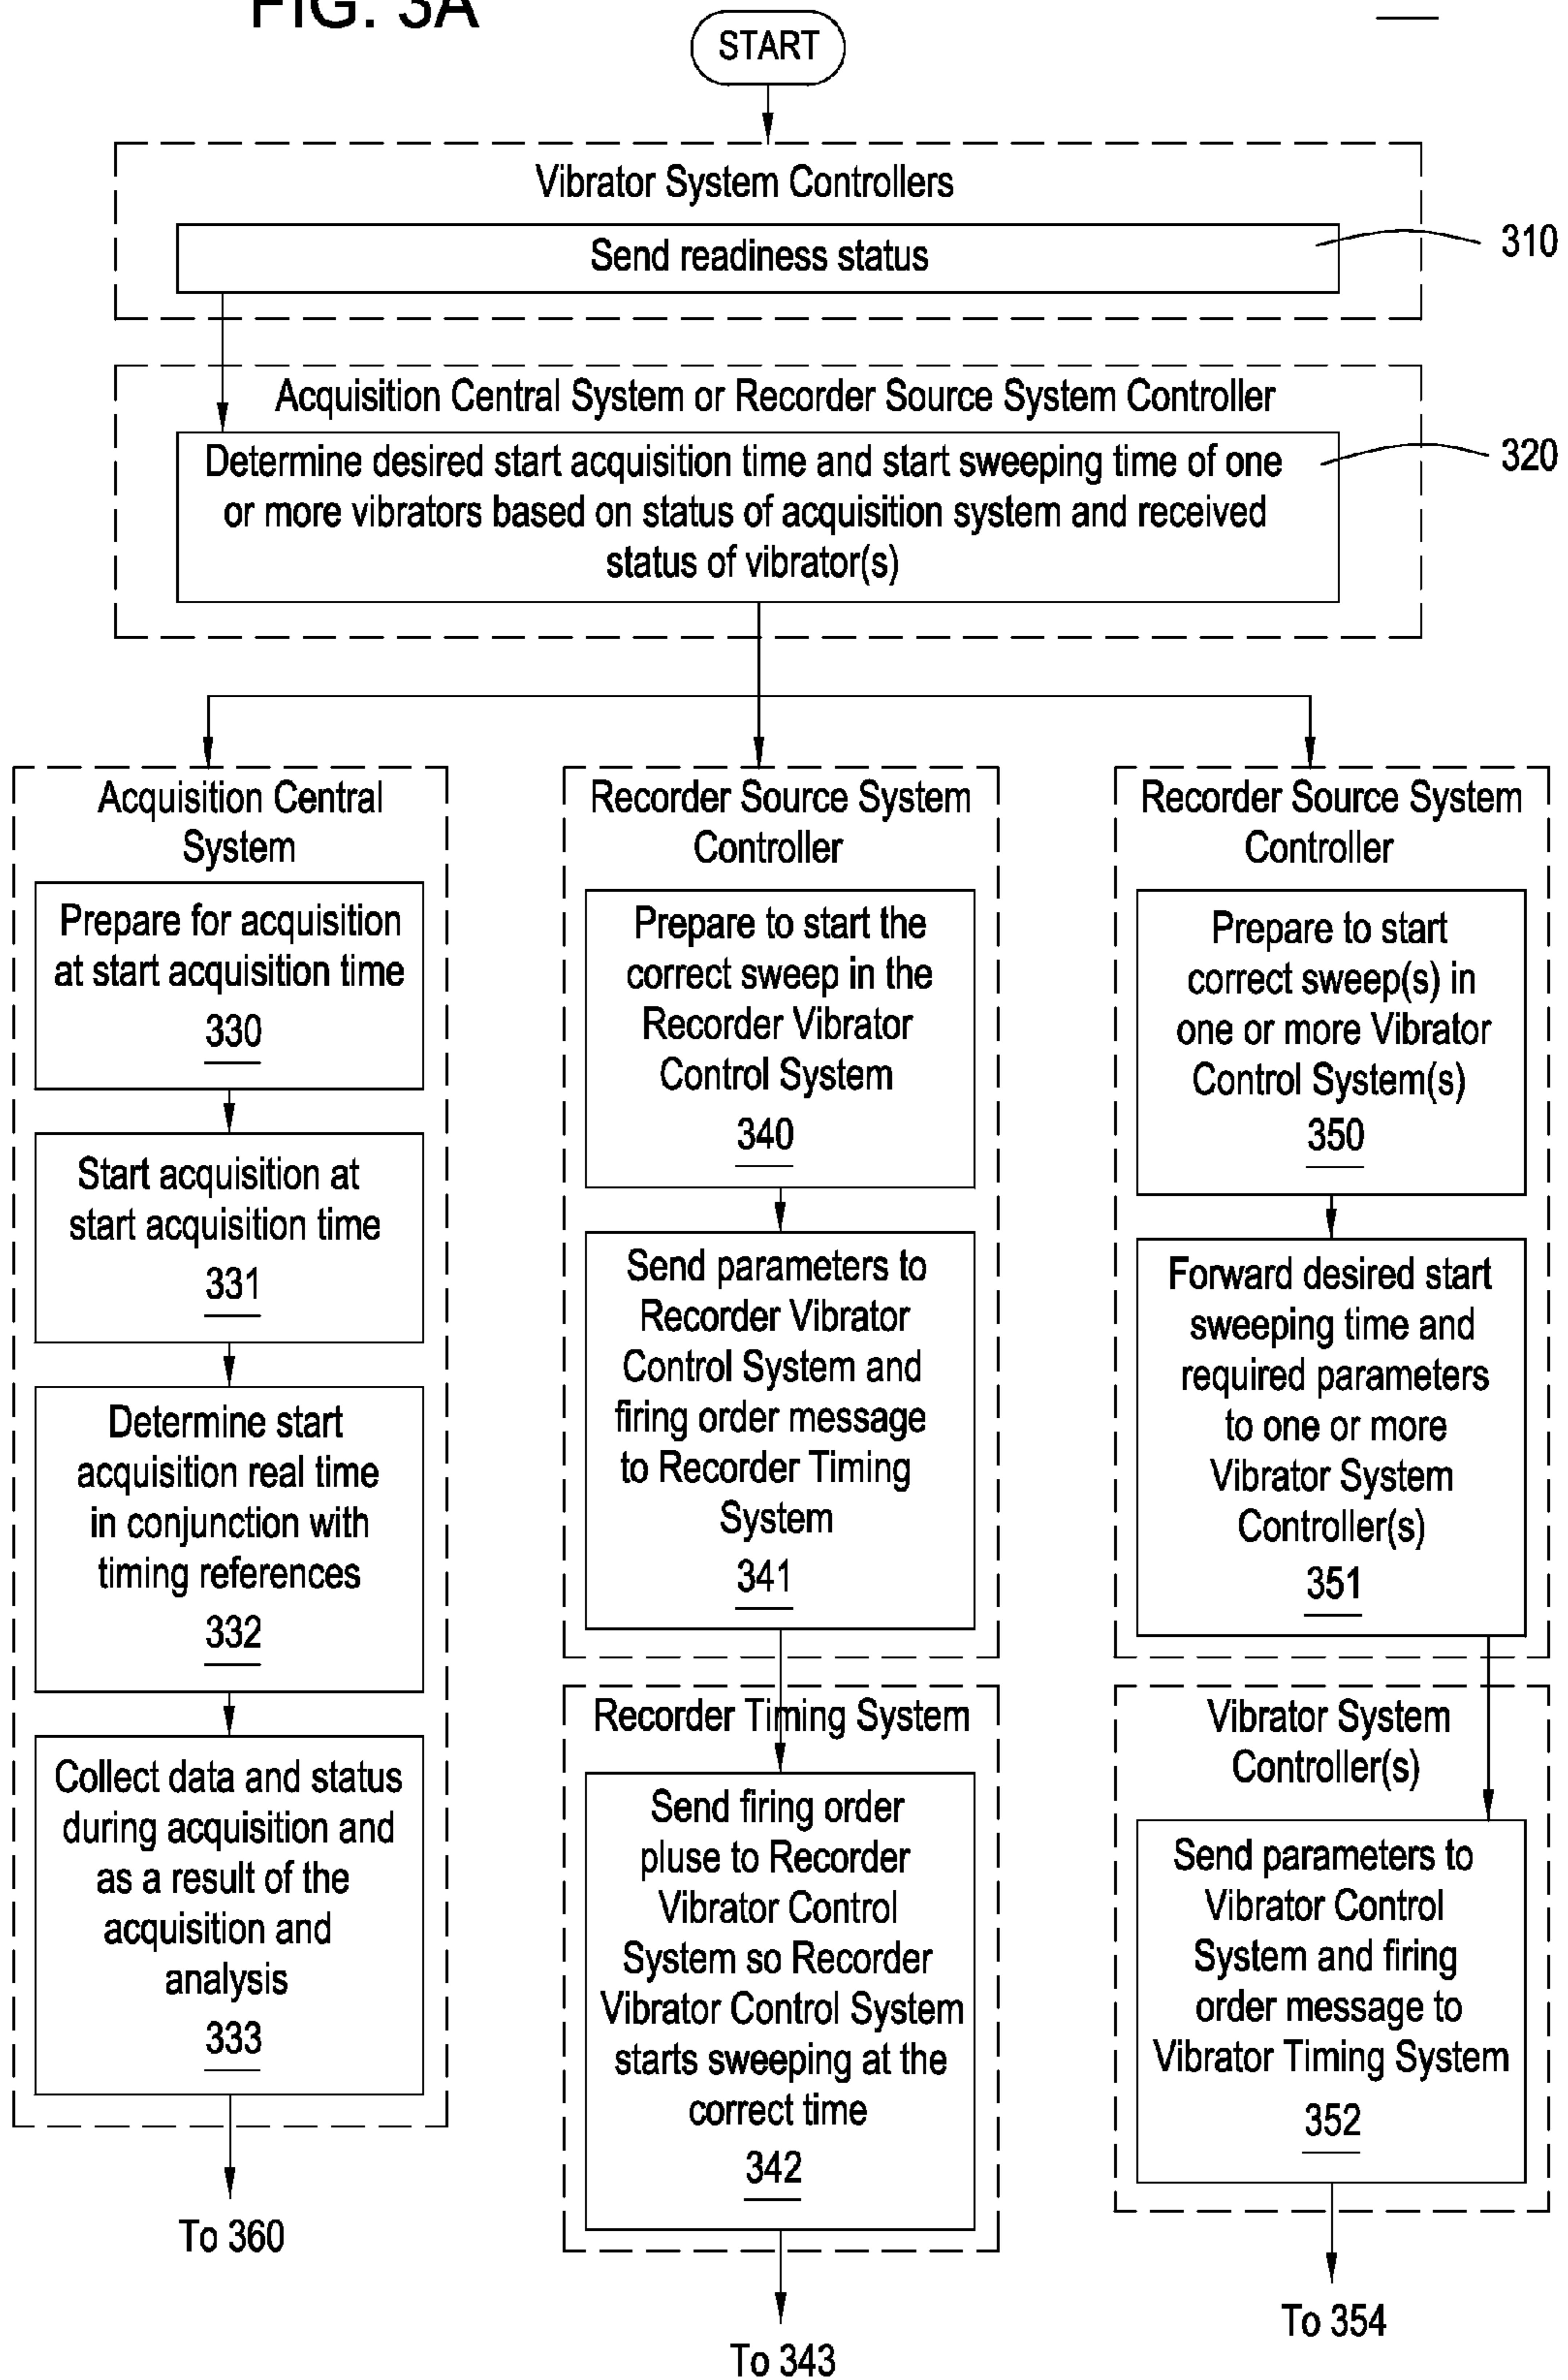 FIG. 3A
START
Vibrator System Controllers
Send readiness status
310
Acquisition Central System or Recorder Source System Controller
Determine desired start acquisition time and start sweeping time of one
or more vibrators based on status of acquisition system and received
status of vibrator(s)
320
Acquisition Central
System
Prepare for acquisition
at start acquisition time
330
Start acquisition at
start acquisition time
331
Determine start
acquisition real time
in conjunction with
timing references
332
Collect data and status
during acquisition and
as a result of the
acquisition and
analysis
333
To 360
Recorder Source System
Controller
Prepare to start the
correct sweep in the
Recorder Vibrator
Control System
340
Send parameters to
Recorder Vibrator
Control System and
firing order message
to Recorder Timing
System
341
Recorder Timing System
Send firing order
pluse to Recorder
Vibrator Control
System so Recorder
Vibrator Control System
starts sweeping at the
correct time
342
To 343
Recorder Source System
Controller
Prepare to start
correct sweep(s) in
one or more Vibrator
Control System(s)
350
Forward desired start
sweeping time and
required parameters
to one or more
Vibrator System
Controller(s)
351
Vibrator System
Controller(s)
Send parameters to
Vibrator Control
System and firing
order message to
Vibrator Timing System
352
To 354